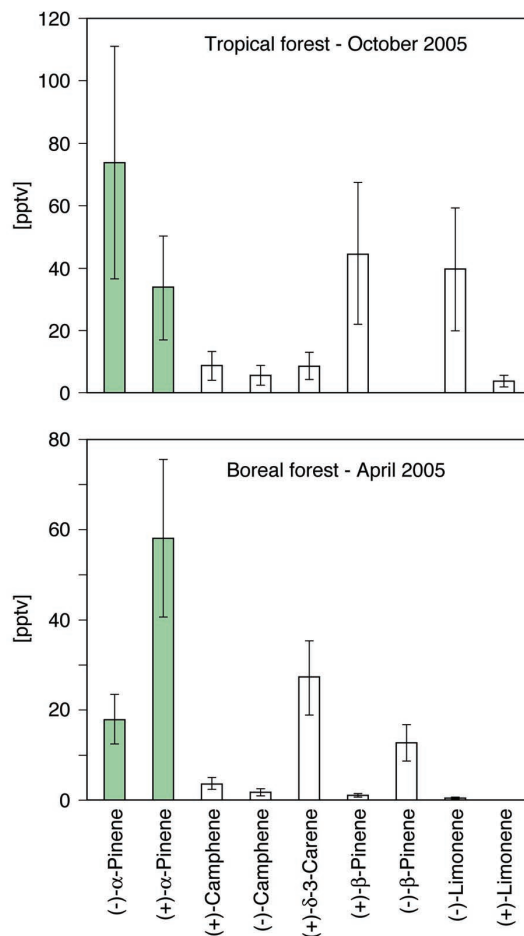 Tropical forest - October 2005
[pptv]
120
100
80
60
40
20
0
Boreal forest - April 2005
[pptv]
80
60
40
20
0
(-)-α-Pinene
(+)-α-Pinene
(+)-Camphene
(-)-Camphene
(+)-δ-3-Carene
(+)-β-Pinene
(-)-β-Pinene
(-)-Limonene
(+)-Limonene